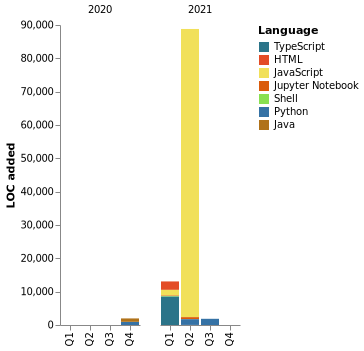 2020
2021
LOC added
90,000
80,000
70,000
60,000
50,000
40,000
30,000
20,000
10,000
0
Q1
Q2
Q3
Q4
Q1
Q2
Q3
Q4
Language
TypeScript
HTML
JavaScript
Jupyter Notebook
Shell
Python
Java